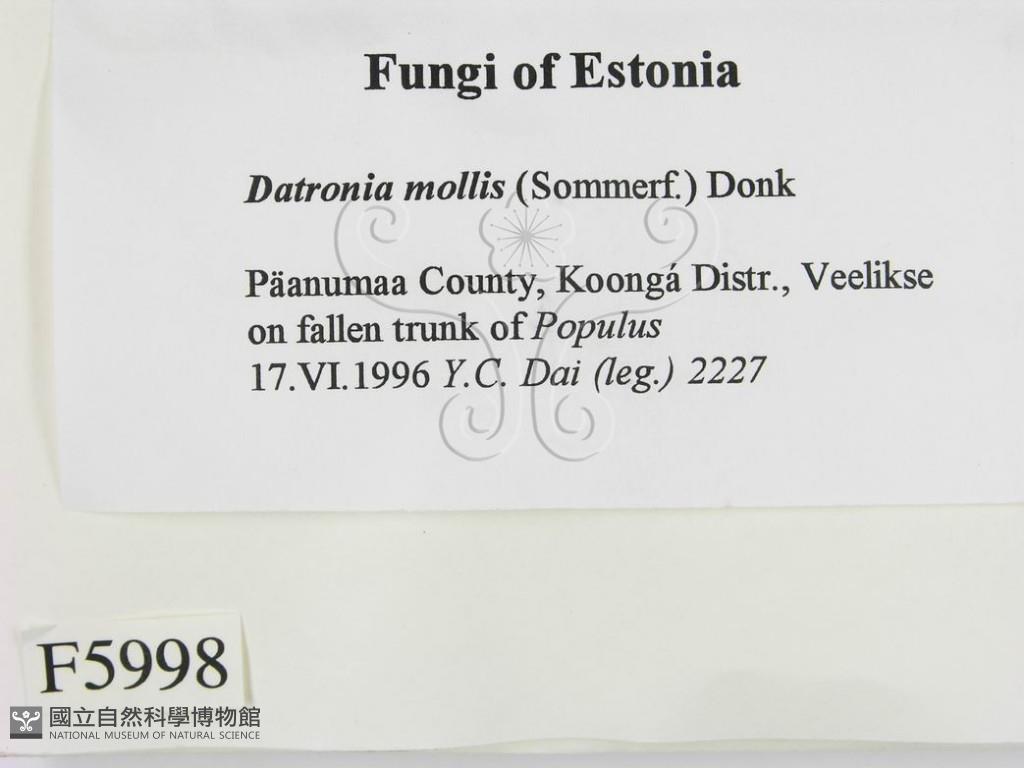 Fungi of Estonia
Datronia mollis (Sommerf.) Donk
Päanumaa County, Koongá Distr., Veelikse
on fallen trunk of Populus
17.VI.1996 Y.C. Dai (leg.) 2227
F5998
國立自然科學博物館
NATIONAL MUSEUM OF NATURAL SCIENCE